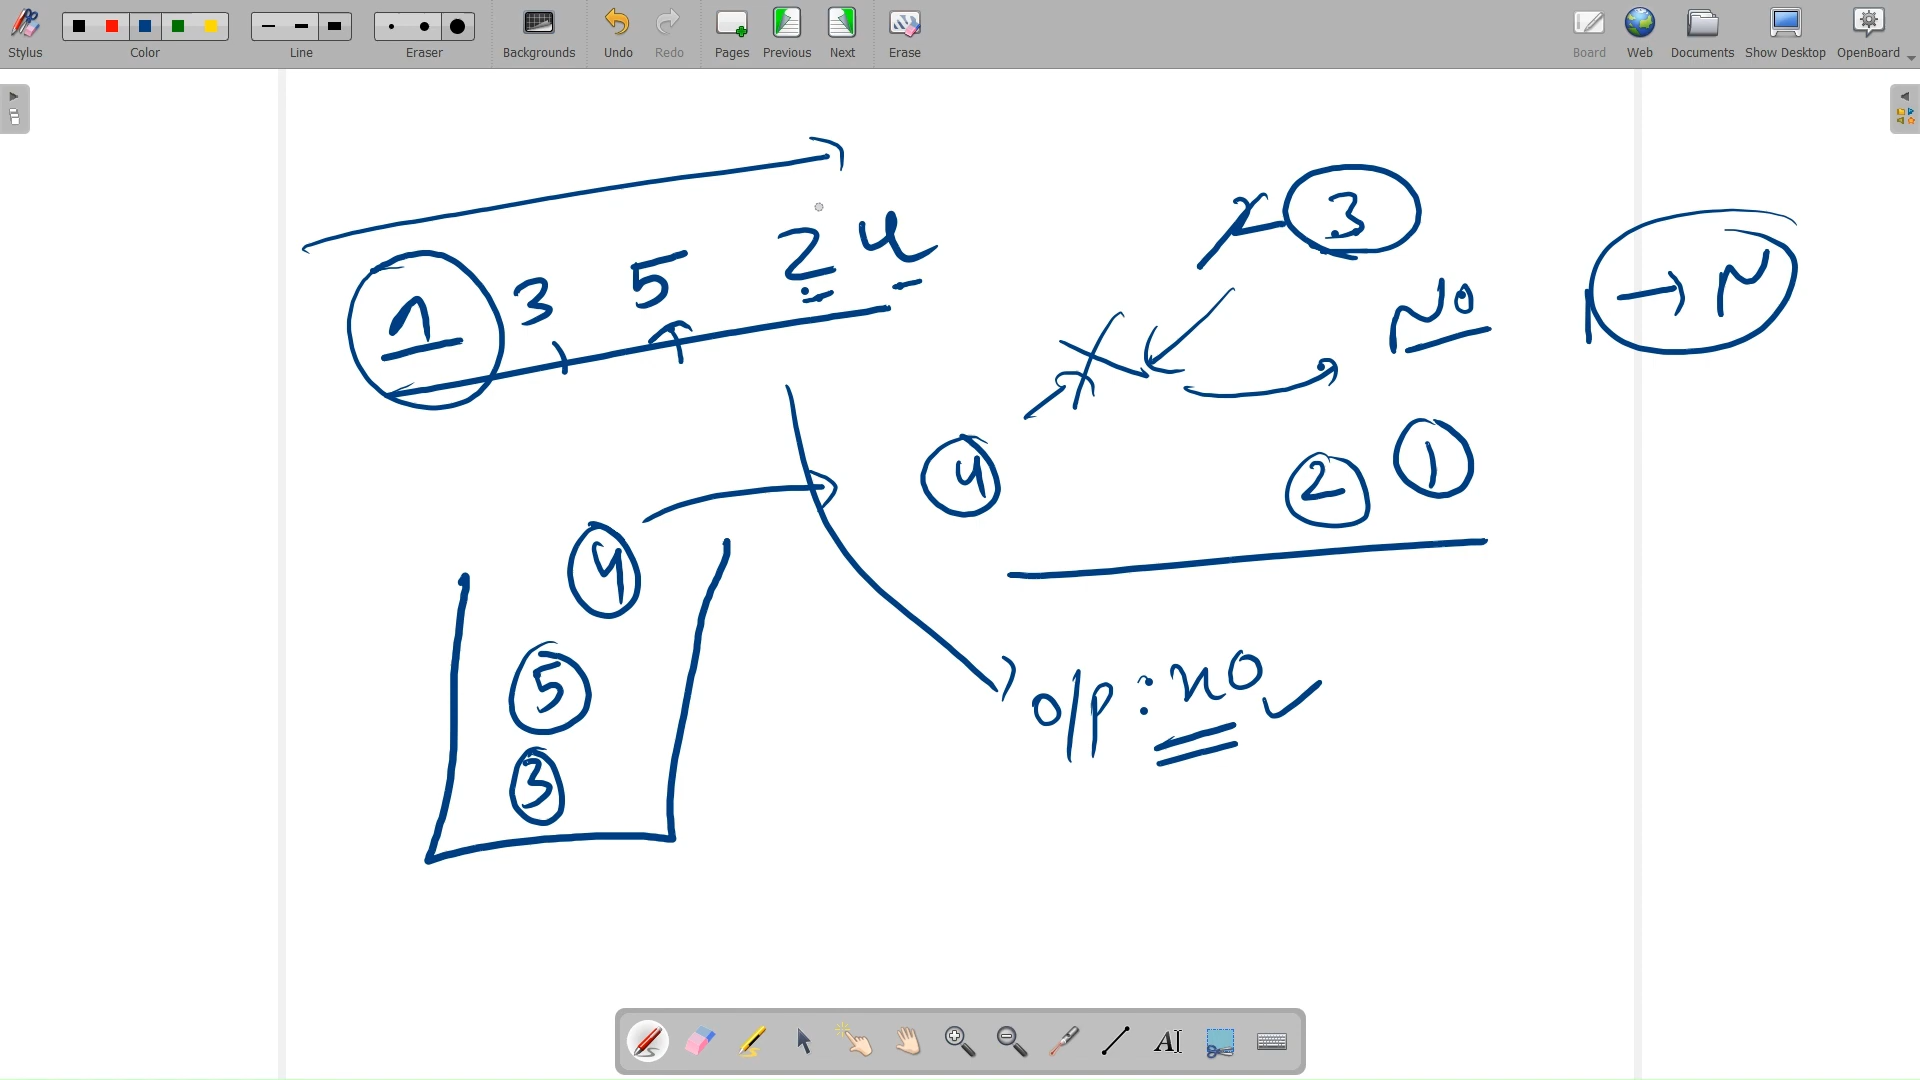 Stylus Color Line Eraser Backgrounds Undo Redo Pages Previous Next Erase Board Web Documents Show Desktop OpenBoard
1 3 5 2 4
3
NO
→ N
4
2 1
4
5
3
o/p : no